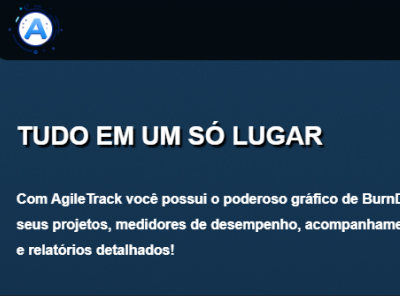 A
TUDO EM UM SÓ LUGAR
Com AgileTrack você possui o poderoso gráfico de Burn
seus projetos, medidores de desempenho,
e relatórios detalhados!